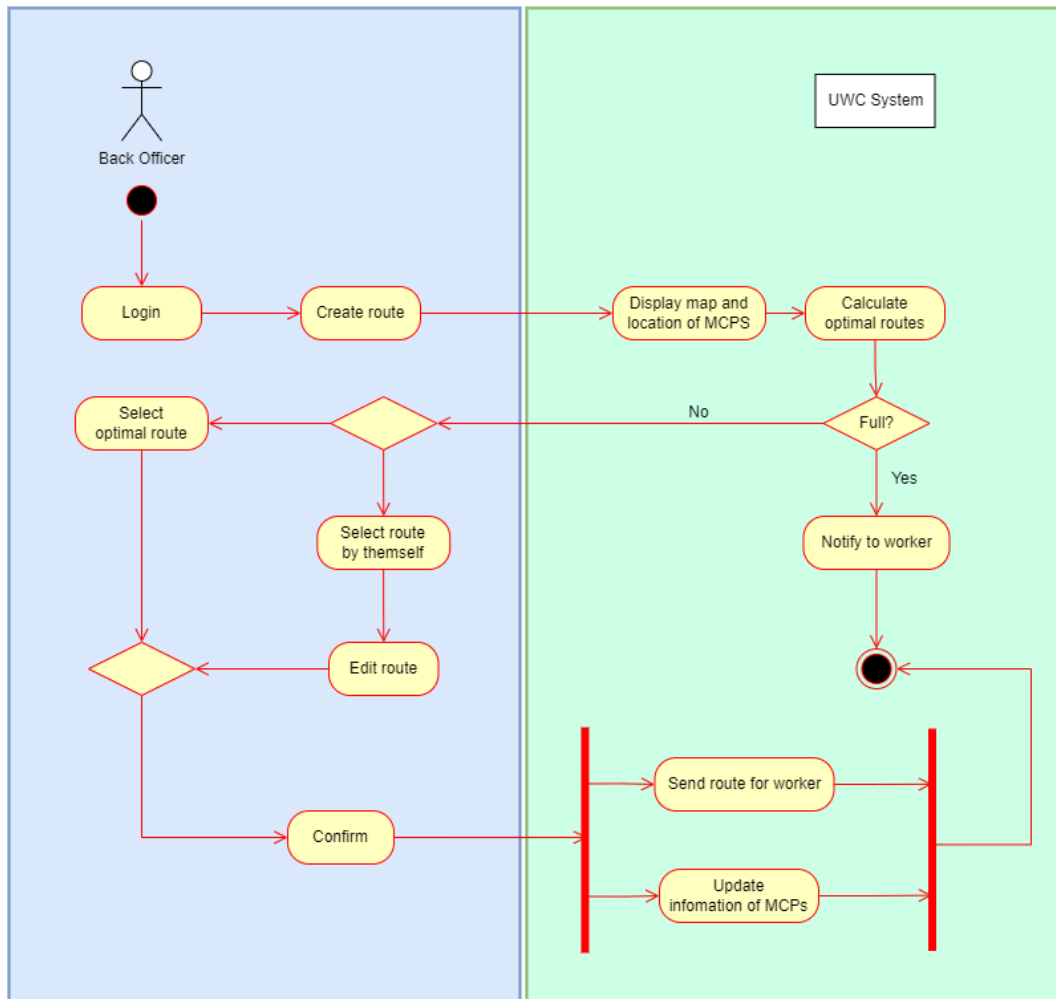 UWC System
Back Officer
Login
Create route
Display map and
location of MCPS
Calculate
optimal routes
Select
optimal route
No
Full?
Yes
Select route
by themself
Notify to worker
Edit route
Send route for worker
Confirm
Update
infomation of MCPs